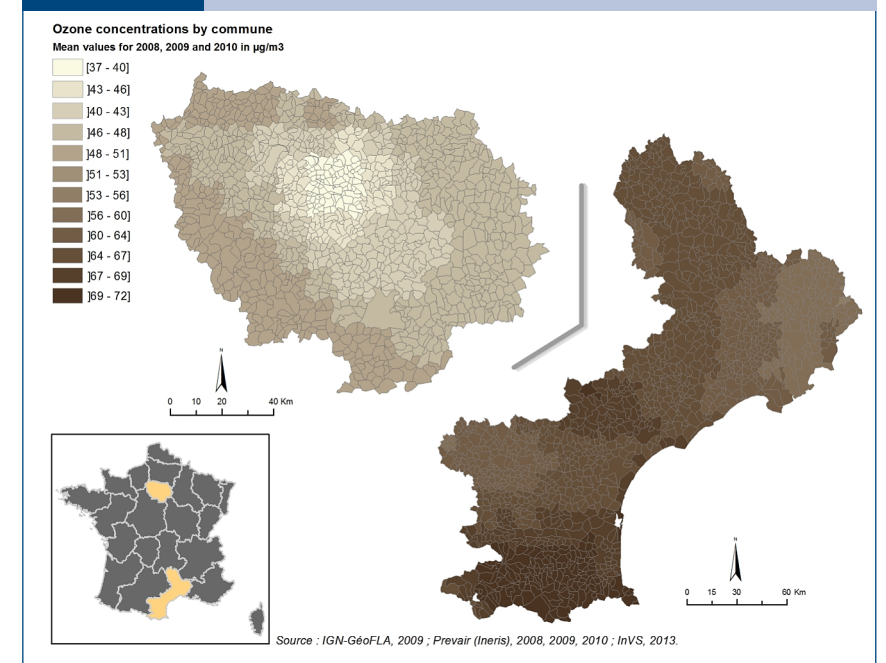 Ozone concentrations by commune
Mean values for 2008, 2009 and 2010 in µg/m3
[37 - 40]
]43 - 46]
]40 - 43]
]46 - 48]
]48 - 51]
]51 - 53]
]53 - 56]
]56 - 60]
]60 - 64]
]64 - 67]
]67 - 69]
]69 - 72]
N
0 10 20 40 Km
N
0 15 30 60 Km
Source : IGN-GéoFLA, 2009 ; Prevair (Ineris), 2008, 2009, 2010 ; InVS, 2013.